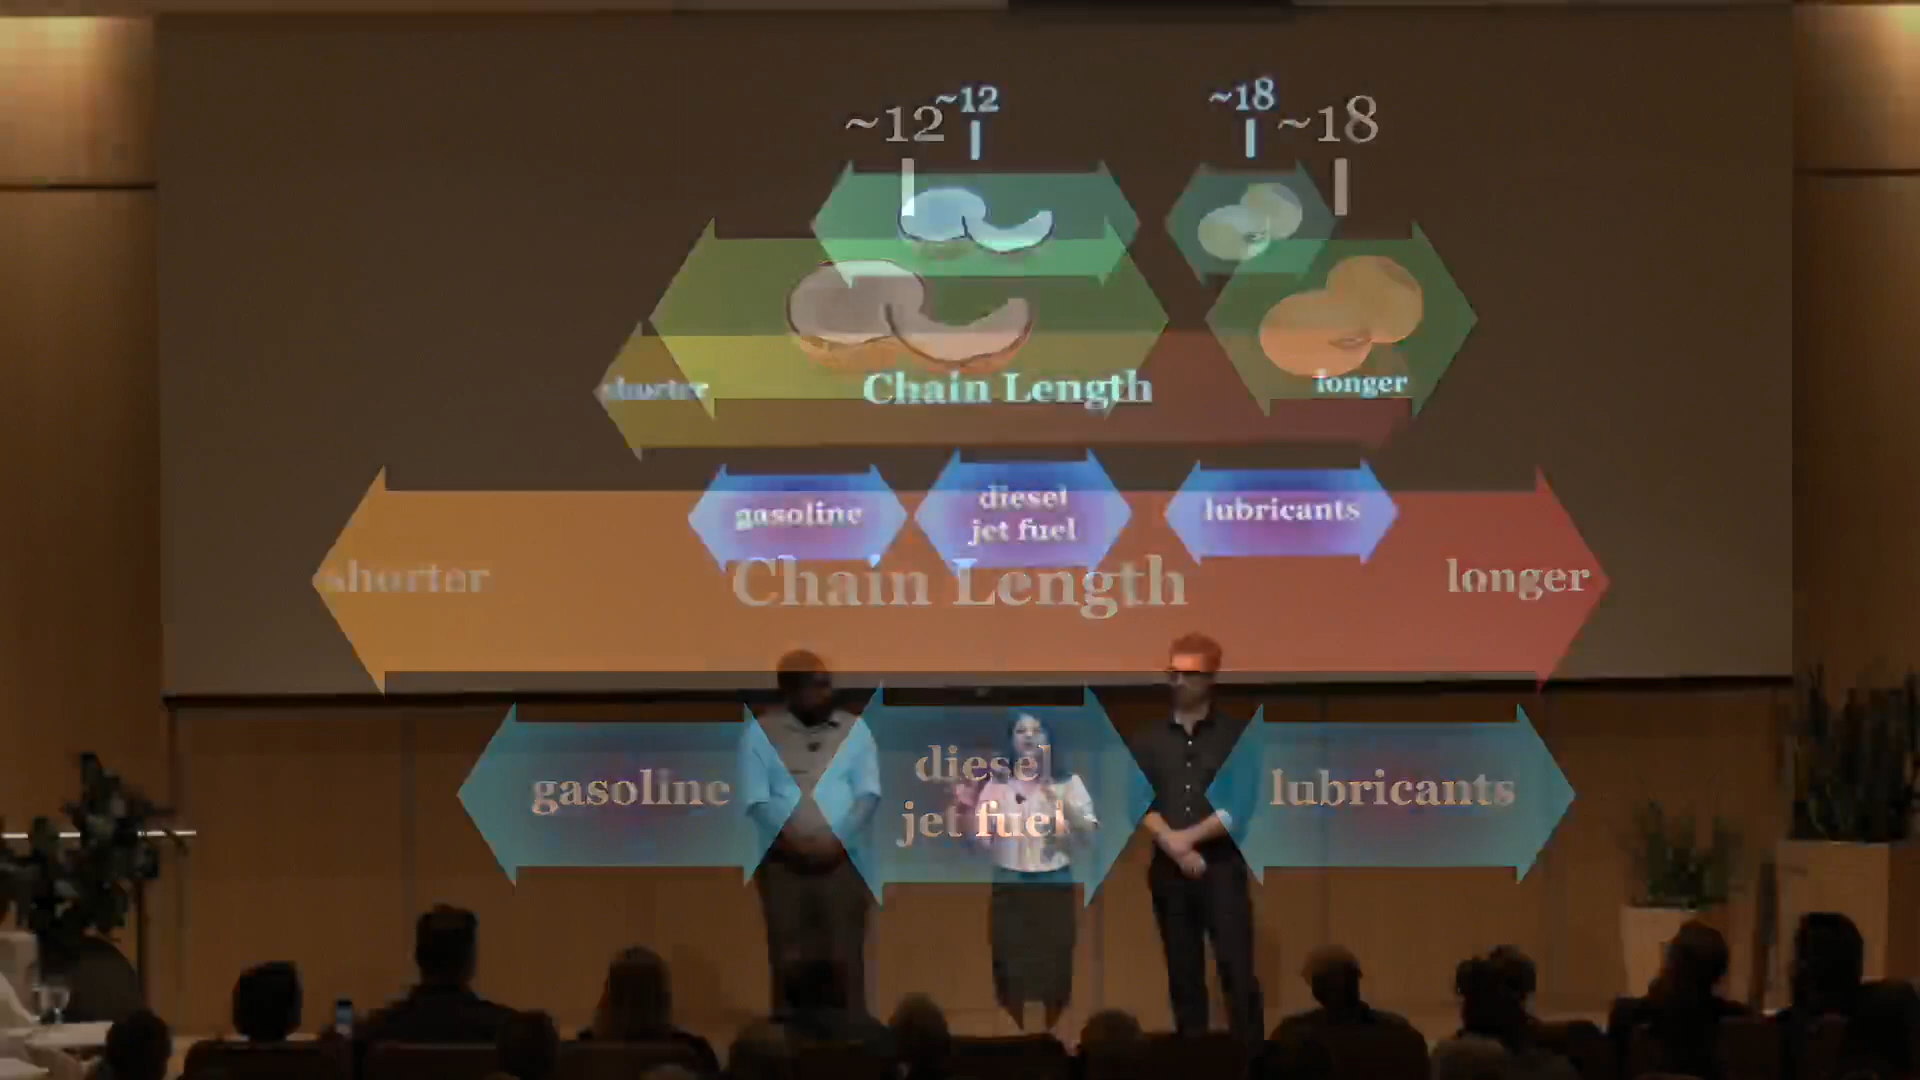 ~12
~18
~12
~18
shorter
Chain Length
longer
gasoline
diesel
jet fuel
lubricants
shorter
Chain Length
longer
gasoline
diesel
jet fuel
lubricants